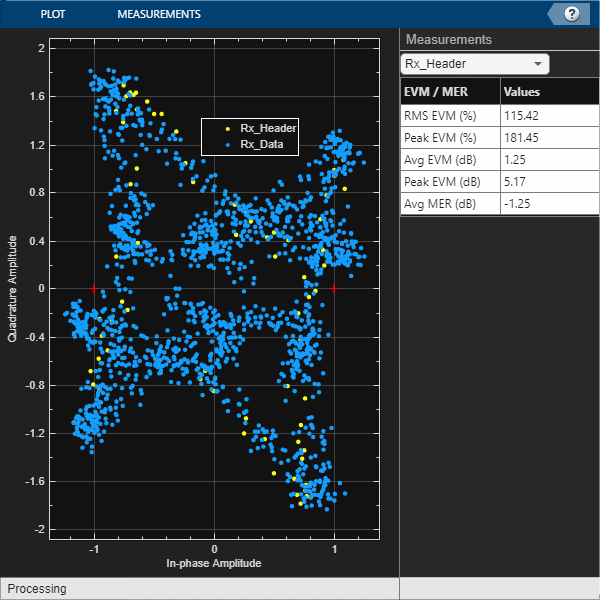 PLOT MEASUREMENTS ?
Measurements
Rx_Header
EVM / MER Values
RMS EVM (%) 115.42
Peak EVM (%) 181.45
Avg EVM (dB) 1.25
Peak EVM (dB) 5.17
Avg MER (dB) -1.25
Rx_Header
Rx_Data
2
1.6
1.2
0.8
0.4
0
-0.4
-0.8
-1.2
-1.6
-2
Quadrature Amplitude
-1 0 1
In-phase Amplitude
Processing